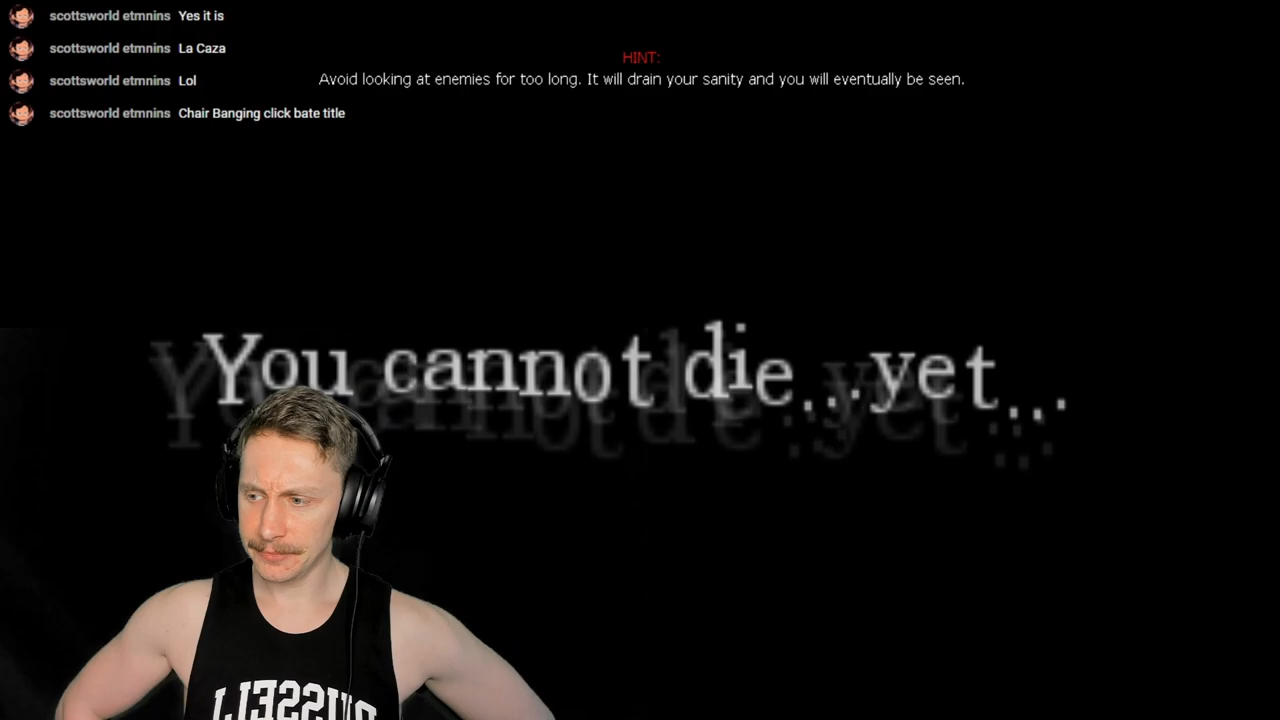 scottsworld etmnins Yes it is
scottsworld etmnins La Caza
scottsworld etmnins Lol
scottsworld etmnins Chair Banging click bate title
HINT:
Avoid looking at enemies for too long. It will drain your sanity and you will eventually be seen.
You cannot die...yet...
RUSSELL